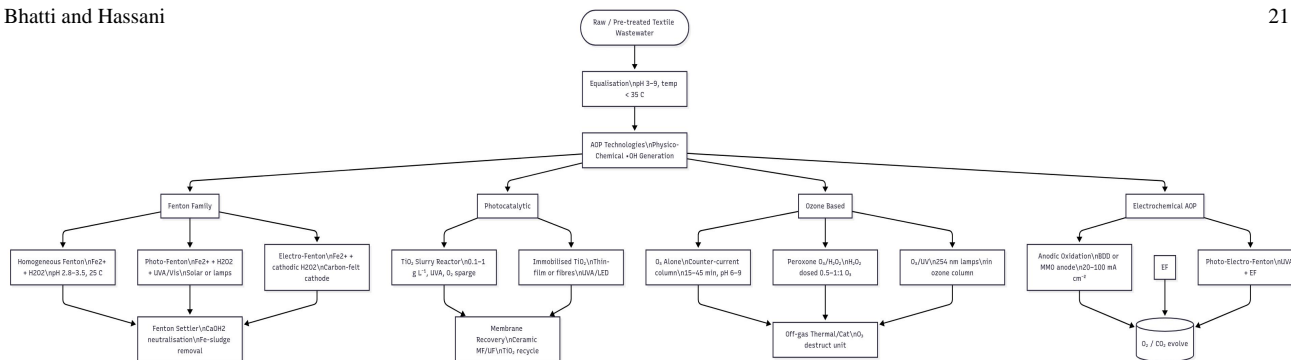 Bhatti and Hassani
21
Raw / Pre-treated Textile
Wastewater
Equalisation\npH 3–9, temp
< 35 C
AOP Technologies\nPhysico-
Chemical •OH Generation
Fenton Family
Photocatalytic
Ozone Based
Electrochemical AOP
Homogeneous Fenton\nFe2+
+ H2O2\npH 2.8–3.5, 25 C
Photo-Fenton\nFe2+ + H2O2
+ UVA/Vis\nSolar or lamps
Electro-Fenton\nFe2+ +
cathodic H2O2\nCarbon-felt
cathode
TiO₂ Slurry Reactor\n0.1–1
g L⁻¹, UVA, O₂ sparge
Immobilised TiO₂\nThin-
film or fibres\nUVA/LED
O₃ Alone\nCounter-current
column\n15–45 min, pH 6–9
Peroxone O₃/H₂O₂\nH₂O₂
dosed 0.5–1:1 O₃
O₃/UV\n254 nm lamps\nin
ozone column
Anodic Oxidation\nBDD or
MMO anode\n20–100 mA
cm⁻²
EF
Photo-Electro-Fenton\nUVA
+ EF
Fenton Settler\nCaOH2
neutralisation\nFe-sludge
removal
Membrane
Recovery\nCeramic
MF/UF\nTiO₂ recycle
Off-gas Thermal/Cat\nO₃
destruct unit
O₂ / CO₂ evolve